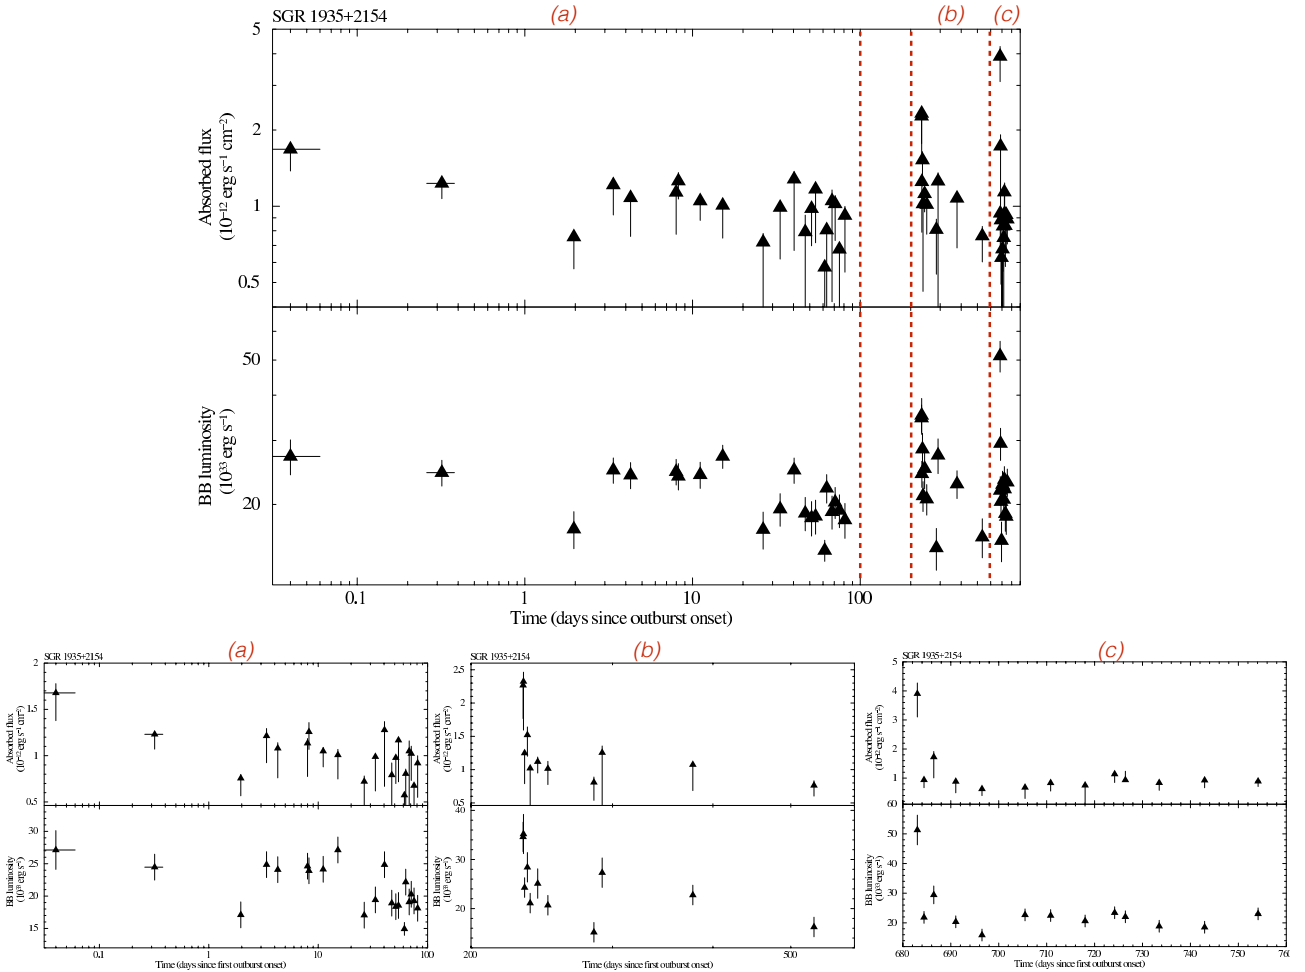 SGR 1935+2154
(a)
(b)
(c)
5
2
1
0.5
Absorbed flux
(10⁻¹² erg s⁻¹ cm⁻²)
50
20
BB luminosity
(10³³ erg s⁻¹)
0.1
1
10
100
Time (days since outburst onset)
(a)
SGR 1935+2154
2
1.5
1
0.5
Absorbed flux
(10⁻¹² erg s⁻¹ cm⁻²)
30
25
20
15
BB luminosity
(10³³ erg s⁻¹)
0.1
1
10
100
Time (days since first outburst onset)
(b)
SGR 1935+2154
2.5
2
1.5
1
0.5
Absorbed flux
(10⁻¹² erg s⁻¹ cm⁻²)
40
30
20
BB luminosity
(10³³ erg s⁻¹)
200
500
Time (days since first outburst onset)
(c)
SGR 1935+2154
5
4
3
2
1
Absorbed flux
(10⁻¹² erg s⁻¹ cm⁻²)
60
50
40
30
20
BB luminosity
(10³³ erg s⁻¹)
680
690
700
710
720
730
740
750
Time (days since first outburst onset)